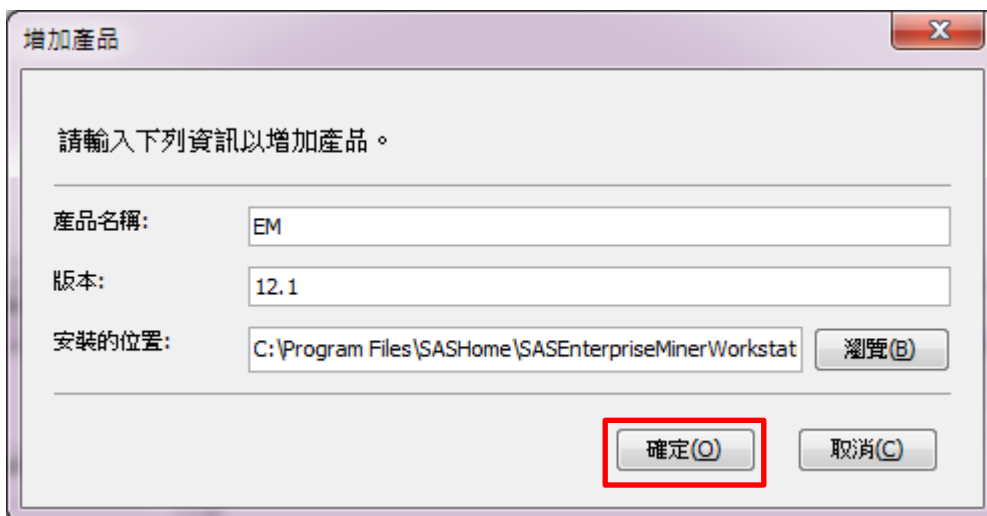 增加產品
請輸入下列資訊以增加產品。
產品名稱:
EM
版本:
12.1
安裝的位置:
C:\Program Files\SASHome\SASEnterpriseMinerWorkstat
瀏覽(B)
確定(O)
取消(C)